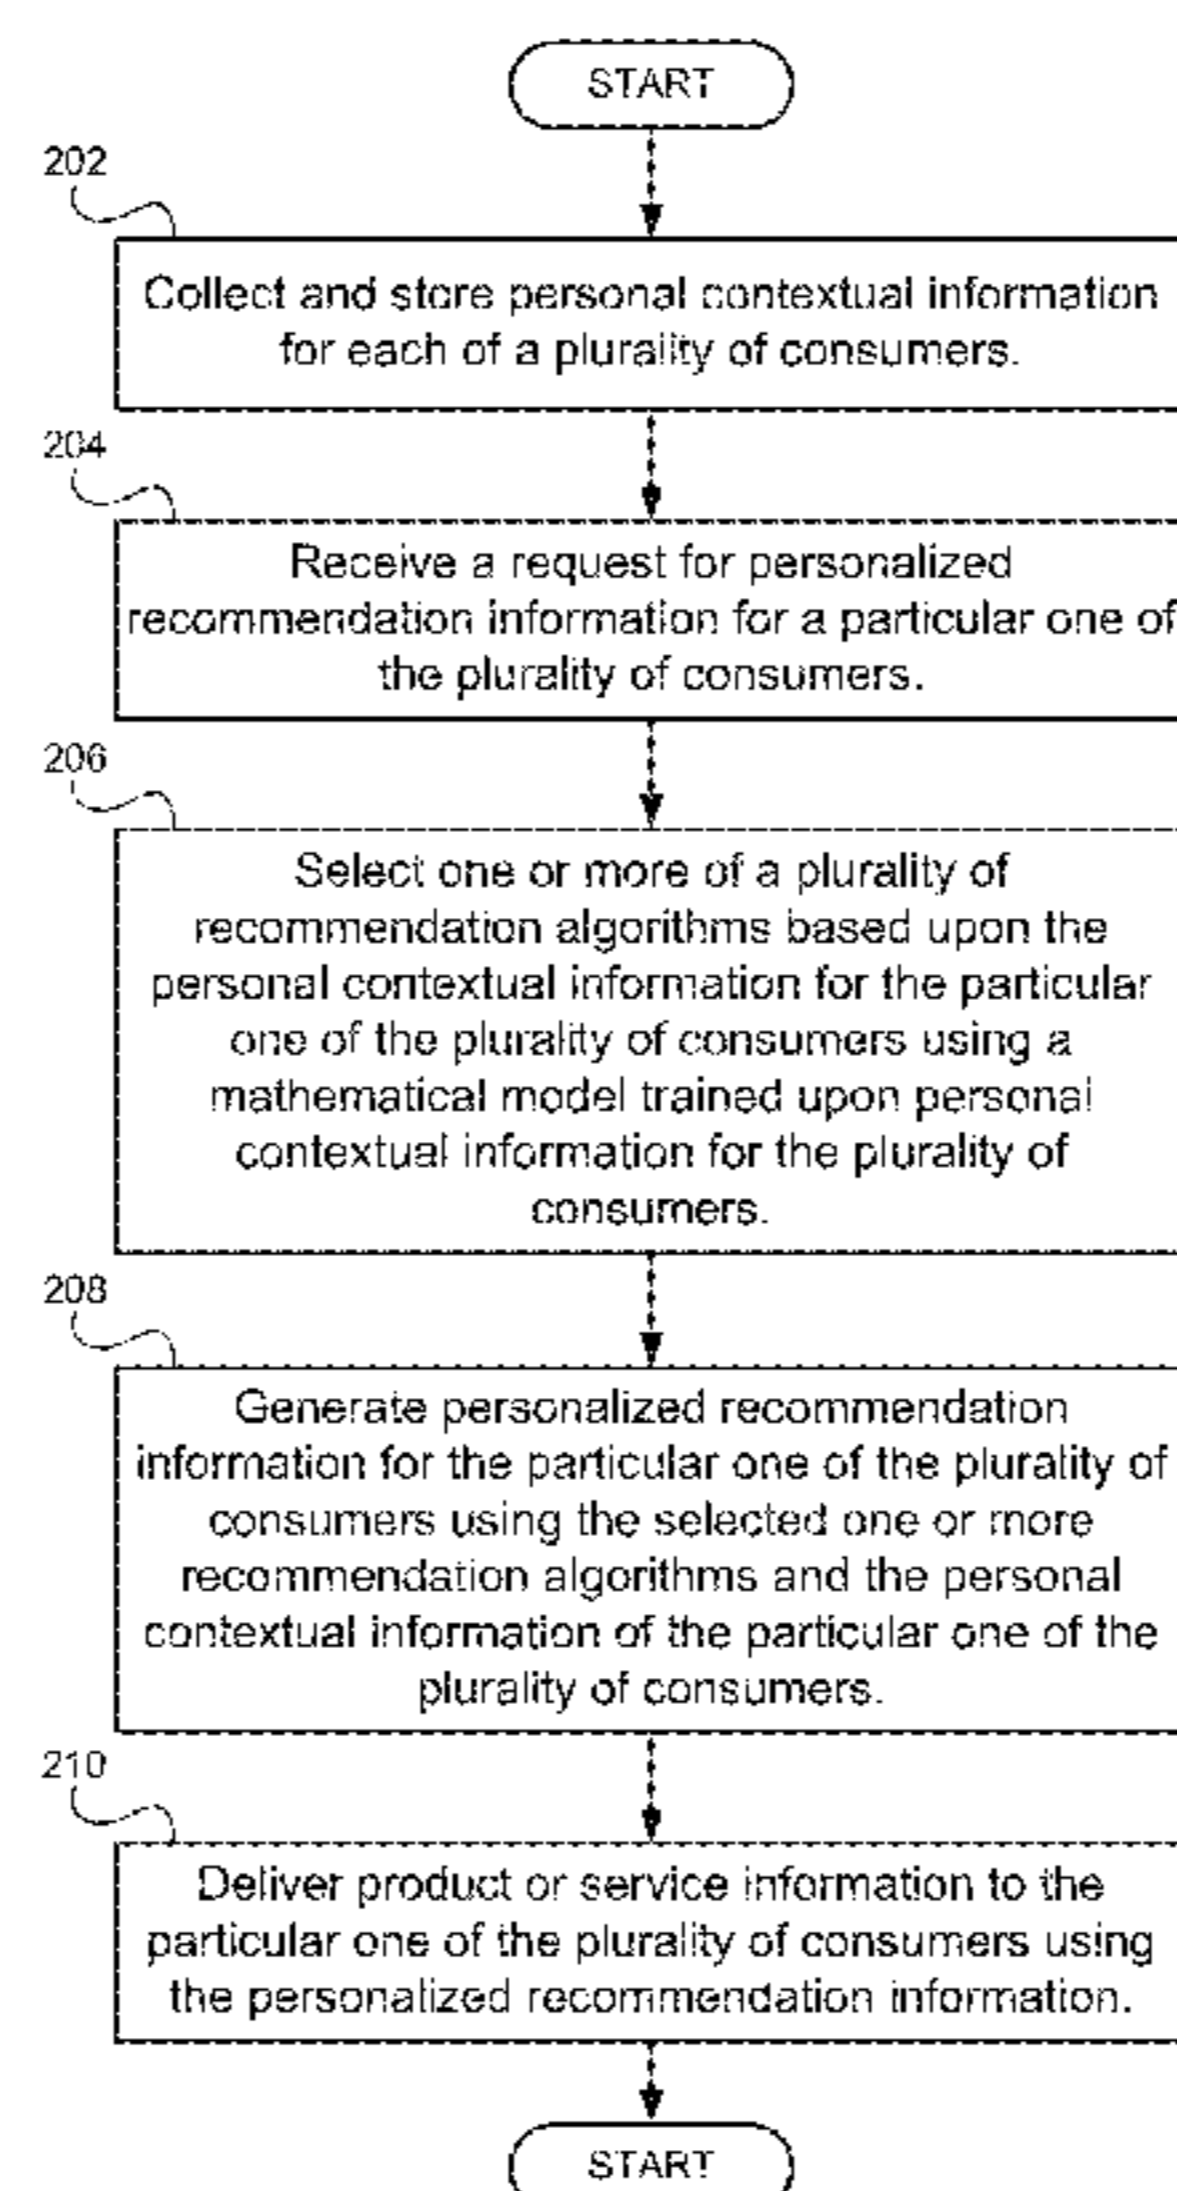 START
202
Collect and store personal contextual information
for each of a plurality of consumers.
204
Receive a request for personalized
recommendation information for a particular one of
the plurality of consumers.
206
Select one or more of a plurality of
recommendation algorithms based upon the
personal contextual information for the particular
one of the plurality of consumers using a
mathematical model trained upon personal
contextual information for the plurality of
consumers.
208
Generate personalized recommendation
information for the particular one of the plurality of
consumers using the selected one or more
recommendation algorithms and the personal
contextual information of the particular one of the
plurality of consumers.
210
Deliver product or service information to the
particular one of the plurality of consumers using
the personalized recommendation information.
START